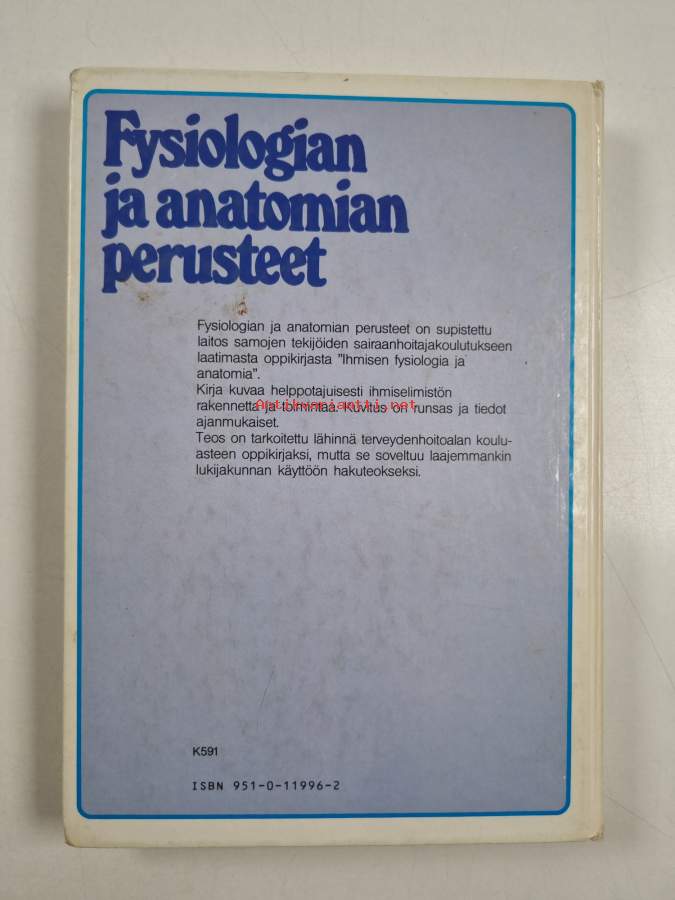 Fysiologian
ja anatomian
perusteet
Fysiologian ja anatomian perusteet on supistettu
laitos samojen tekijöiden sairaanhoitajakoulutukseen
laatimasta oppikirjasta ”Ihmisen fysiologia ja
anatomia”.
Kirja kuvaa helppotajuisesti ihmiselimistön
rakennetta ja toimintaa. Kuvitus on runsas ja tiedot
Antikvariantti.net
ajanmukaiset.
Teos on tarkoitettu lähinnä terveydenhoitoalan koulu-
asteen oppikirjaksi, mutta se soveltuu laajemmankin
lukijakunnan käyttöön hakuteokseksi.
K591
ISBN 951-0-11996-2